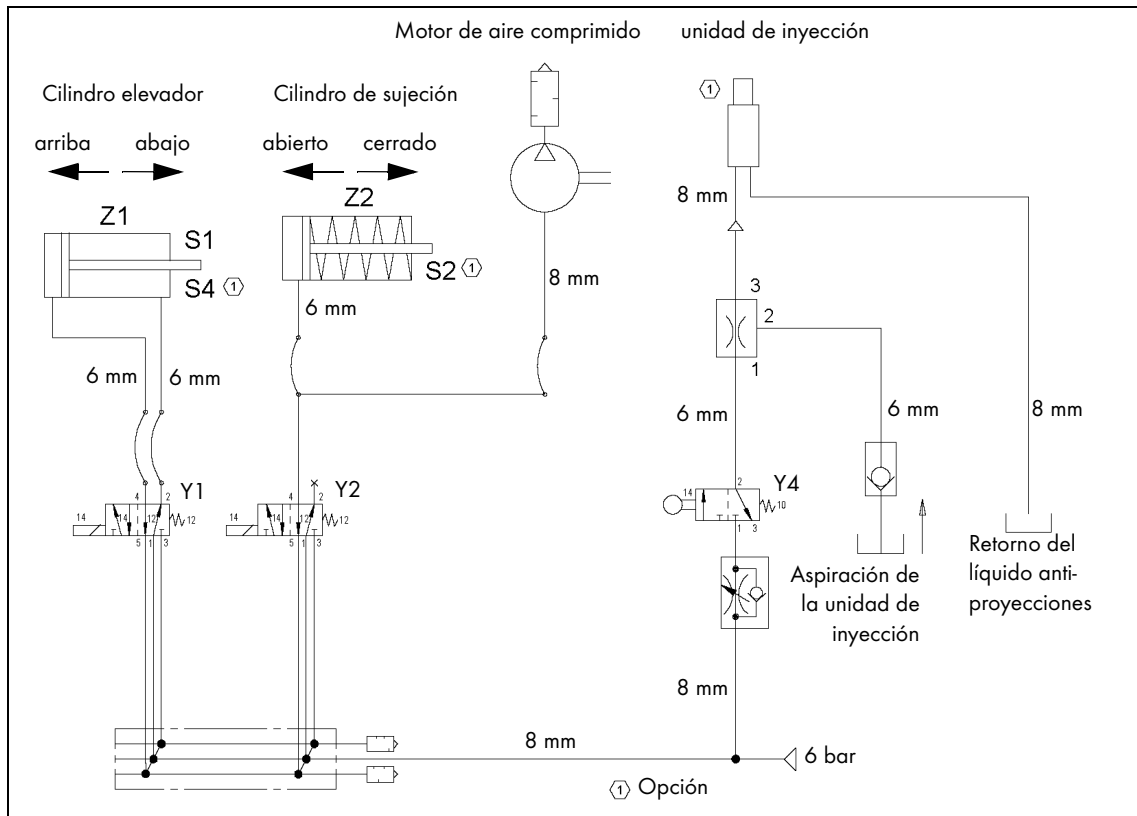 Motor de aire comprimido
unidad de inyección
1
Cilindro elevador
Cilindro de sujeción
arriba
abajo
abierto
cerrado
8 mm
Z1
Z2
S1
S4 1
S2 1
8 mm
6 mm
3
2
1
6 mm
6 mm
6 mm
6 mm
8 mm
4
2
Y1
14
14
12
12
5
1
3
4
2
Y2
14
14
12
12
5
1
3
2
Y4
14
10
1
3
Aspiración de
la unidad de
inyección
Retorno del
líquido anti-
proyecciones
8 mm
8 mm
6 bar
1 Opción